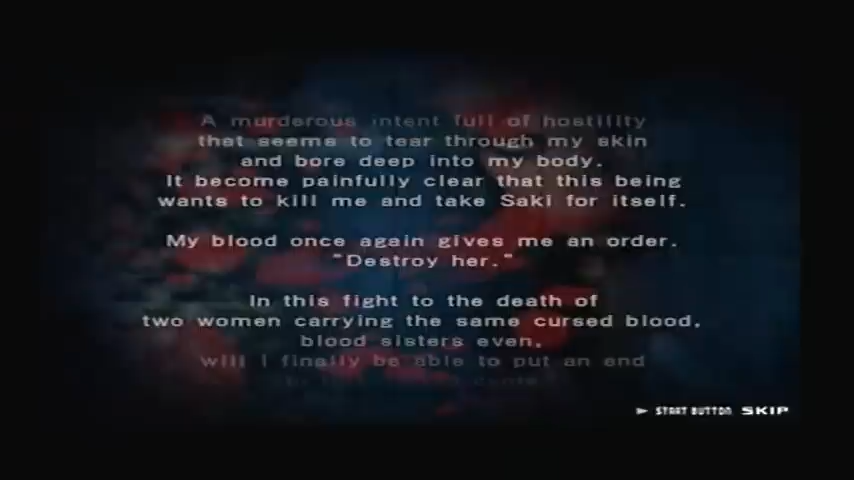 A murderous intent full of hostility
that seems to tear through my skin
and bore deep into my body.
It become painfully clear that this being
wants to kill me and take Saki for itself.
My blood once again gives me an order.
"Destroy her."
In this fight to the death of
two women carrying the same cursed blood,
blood sisters even,
will I finally be able to put an end
START BUTTON SKIP